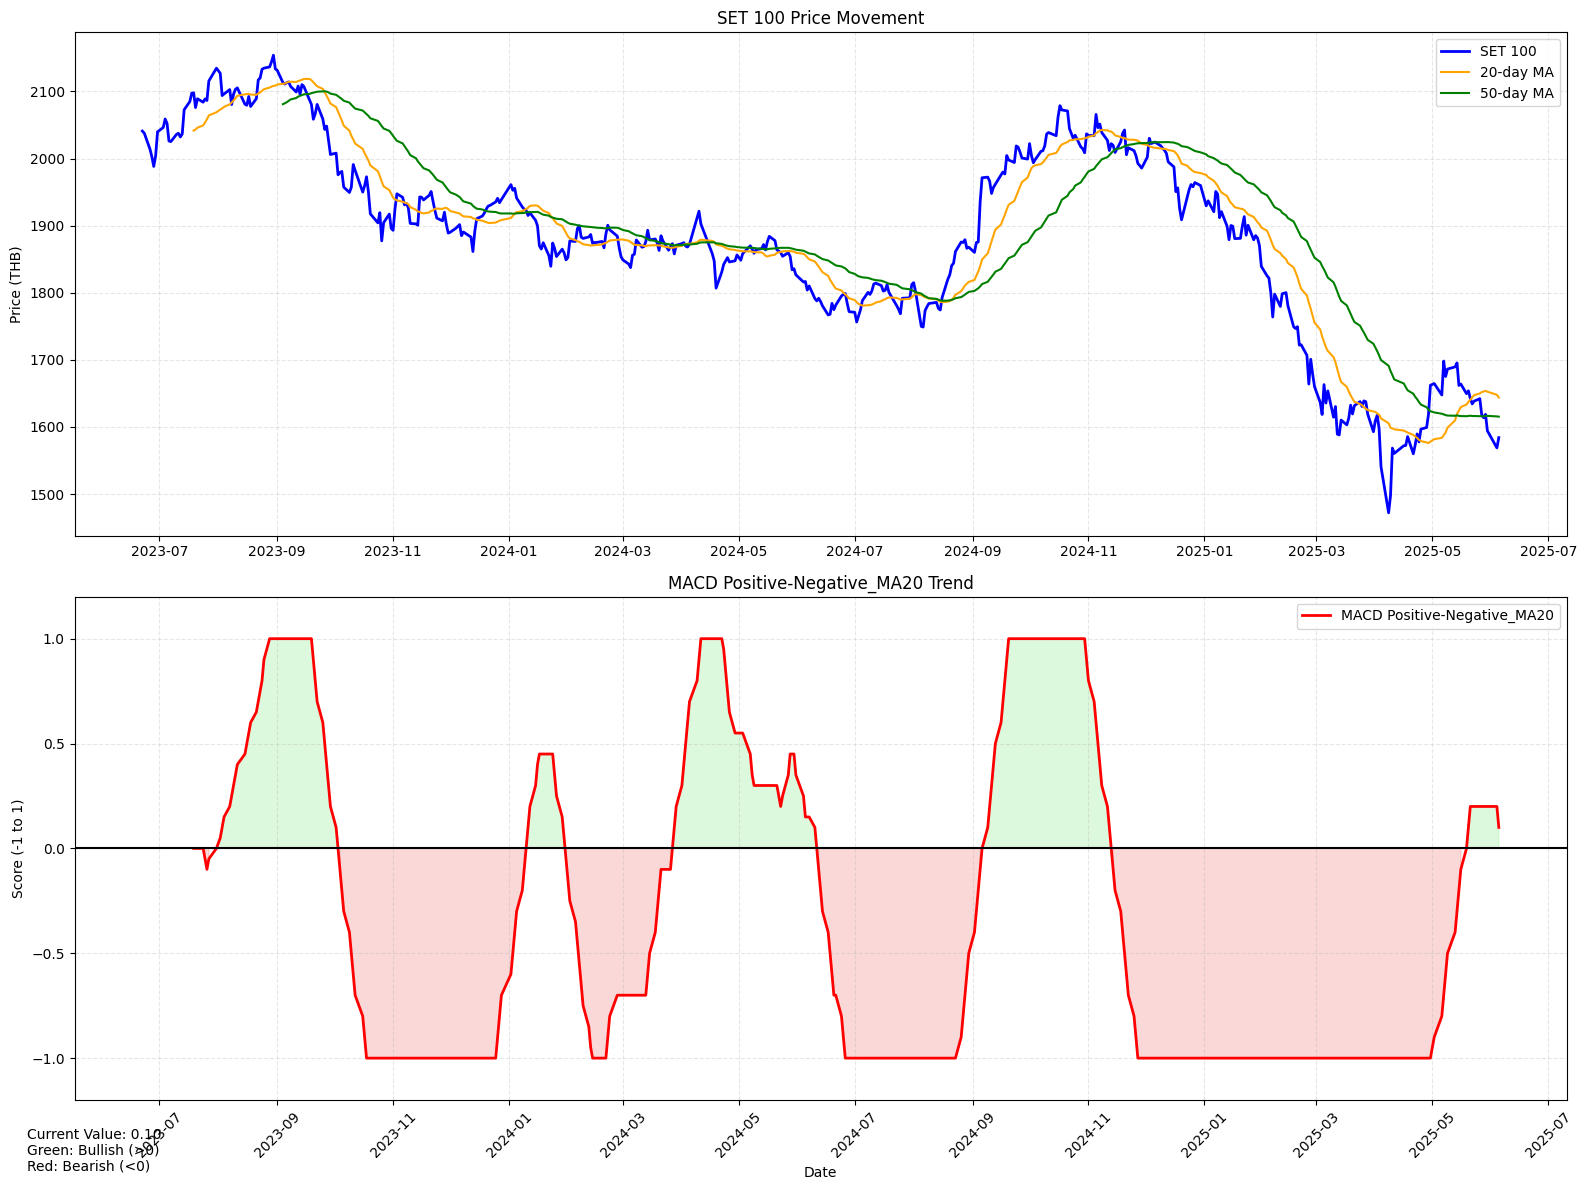 SET 100 Price Movement
SET 100
20-day MA
50-day MA
Price (THB)
2100
2000
1900
1800
1700
1600
1500
2023-07 2023-09 2023-11 2024-01 2024-03 2024-05 2024-07 2024-09 2024-11 2025-01 2025-03 2025-05 2025-07
MACD Positive-Negative_MA20 Trend
MACD Positive-Negative_MA20
Score (-1 to 1)
1.0
0.5
0.0
−0.5
−1.0
2023-07 2023-09 2023-11 2024-01 2024-03 2024-05 2024-07 2024-09 2024-11 2025-01 2025-03 2025-05 2025-07
Date
Current Value: 0.10
Green: Bullish (>0)
Red: Bearish (<0)